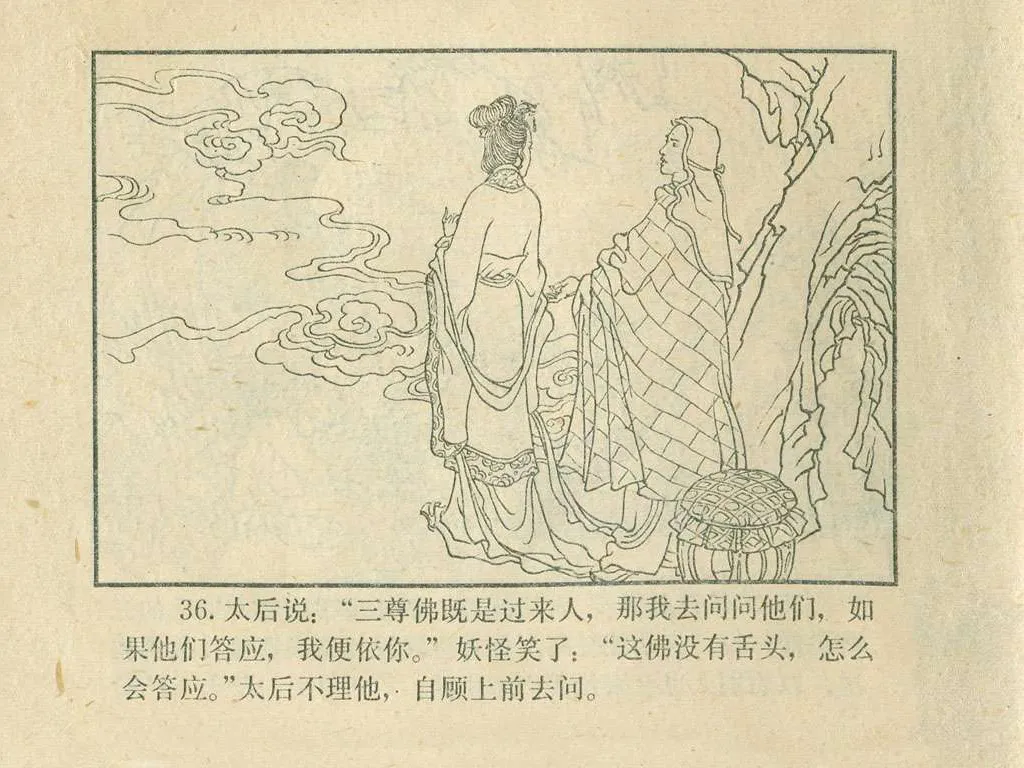 36. 太后说：“三尊佛既是过来人，那我去问问他们，如
果他们答应，我便依你。”妖怪笑了：“这佛没有舌头，怎么
会答应。”太后不理他，自顾上前去问。